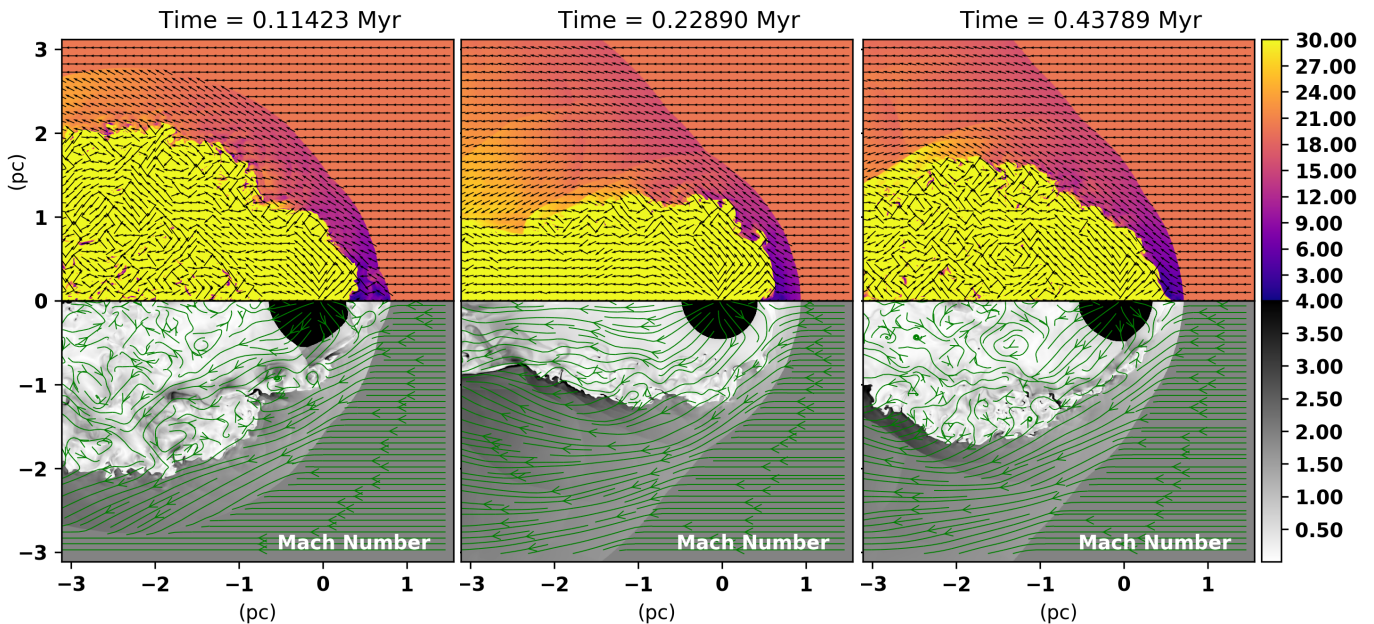 Time = 0.11423 Myr
Time = 0.22890 Myr
Time = 0.43789 Myr
3
2
1
0
−1
−2
−3
(pc)
30.00
27.00
24.00
21.00
18.00
15.00
12.00
9.00
6.00
3.00
4.00
3.50
3.00
2.50
2.00
1.50
1.00
0.50
Mach Number
Mach Number
Mach Number
−3 −2 −1 0 1
−3 −2 −1 0 1
−3 −2 −1 0 1
(pc)
(pc)
(pc)